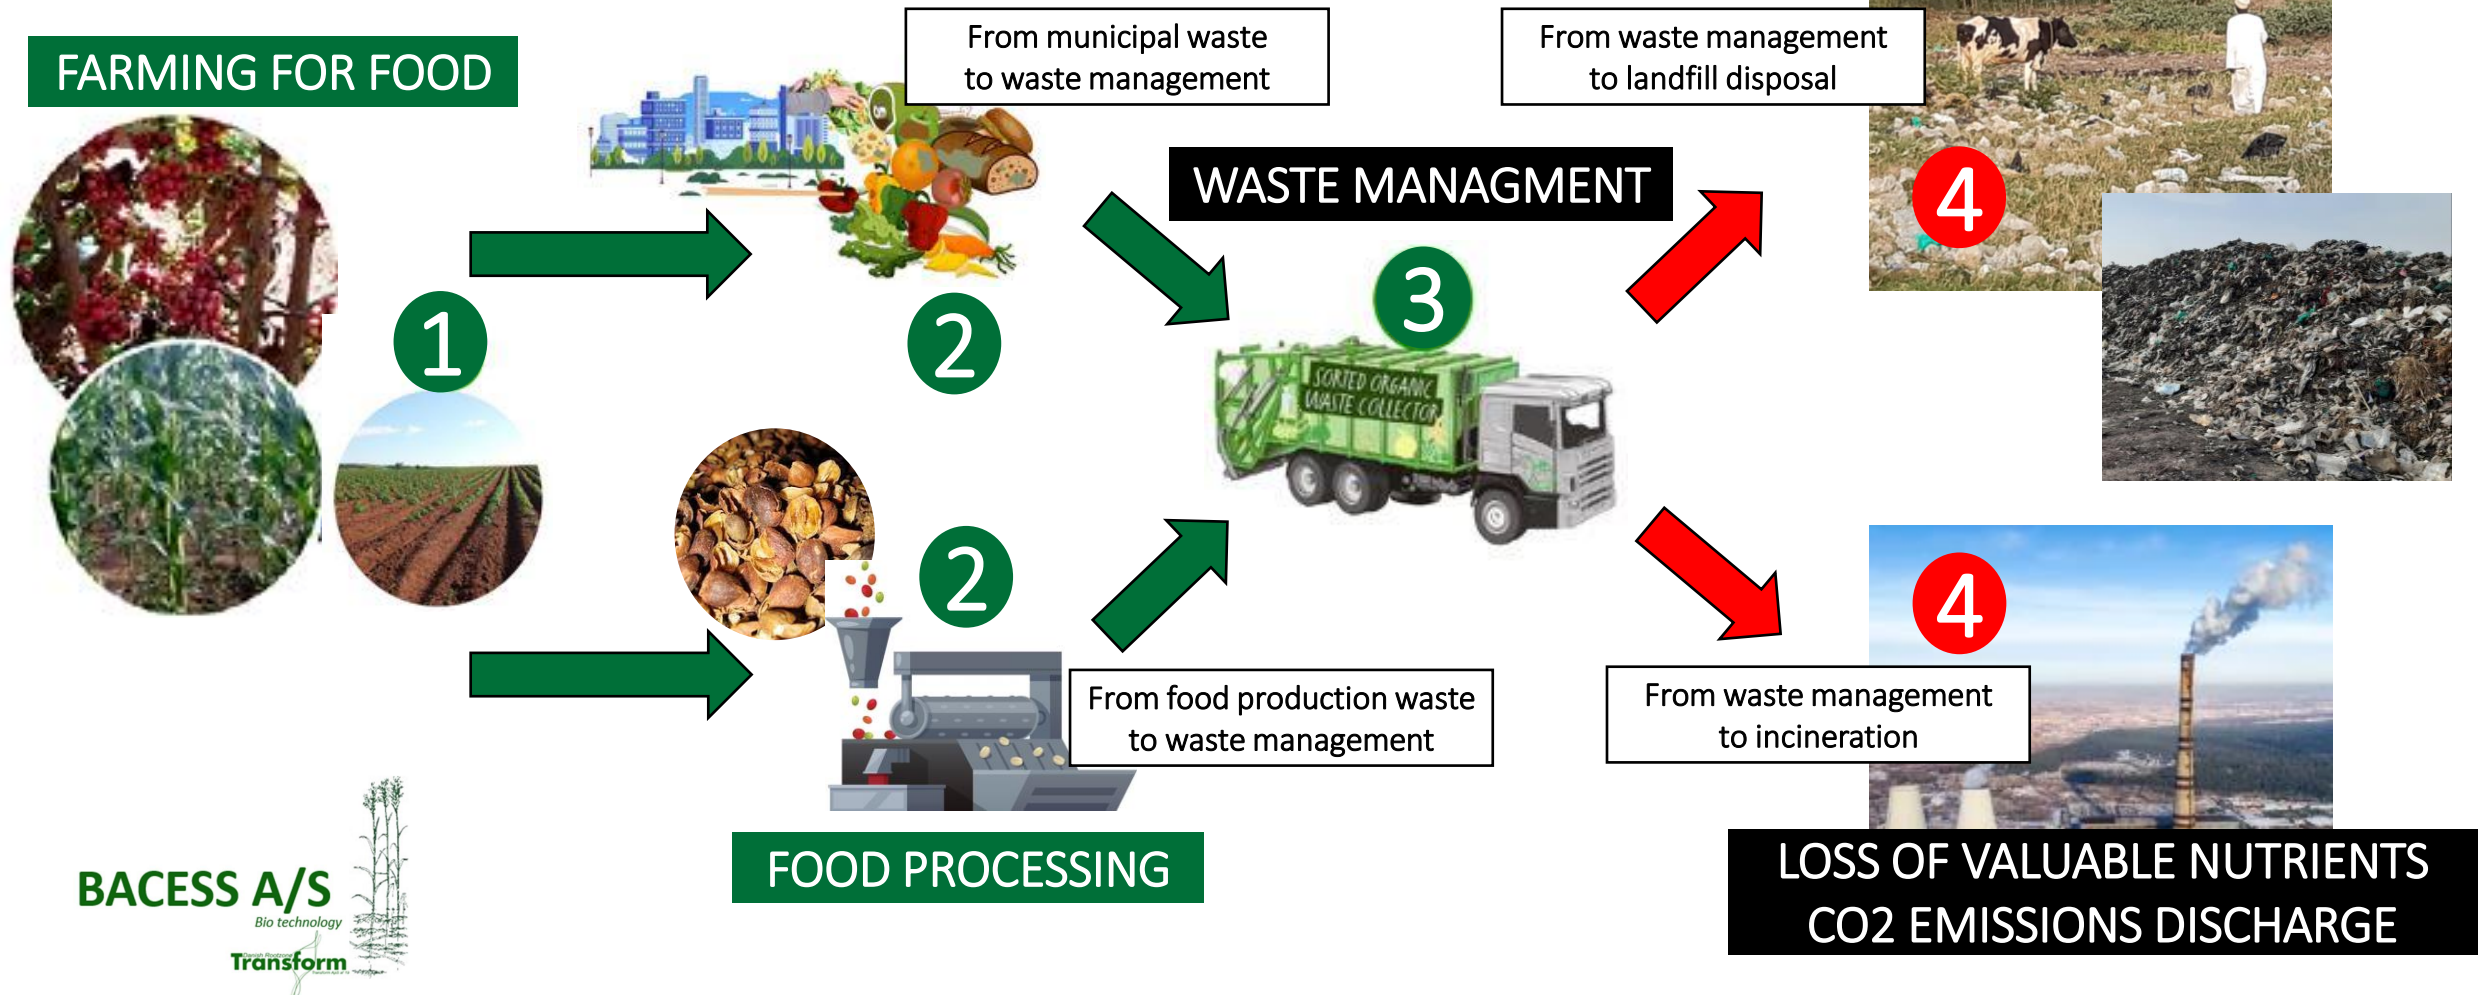 FARMING FOR FOOD
1
From municipal waste
to waste management
2
2
From food production waste
to waste management
FOOD PROCESSING
WASTE MANAGMENT
3
SORTED ORGANIC
WASTE COLLECTOR
From waste management
to landfill disposal
4
4
From waste management
to incineration
LOSS OF VALUABLE NUTRIENTS
CO2 EMISSIONS DISCHARGE
BACESS A/S
Bio technology
Danish Rootzone
Transform